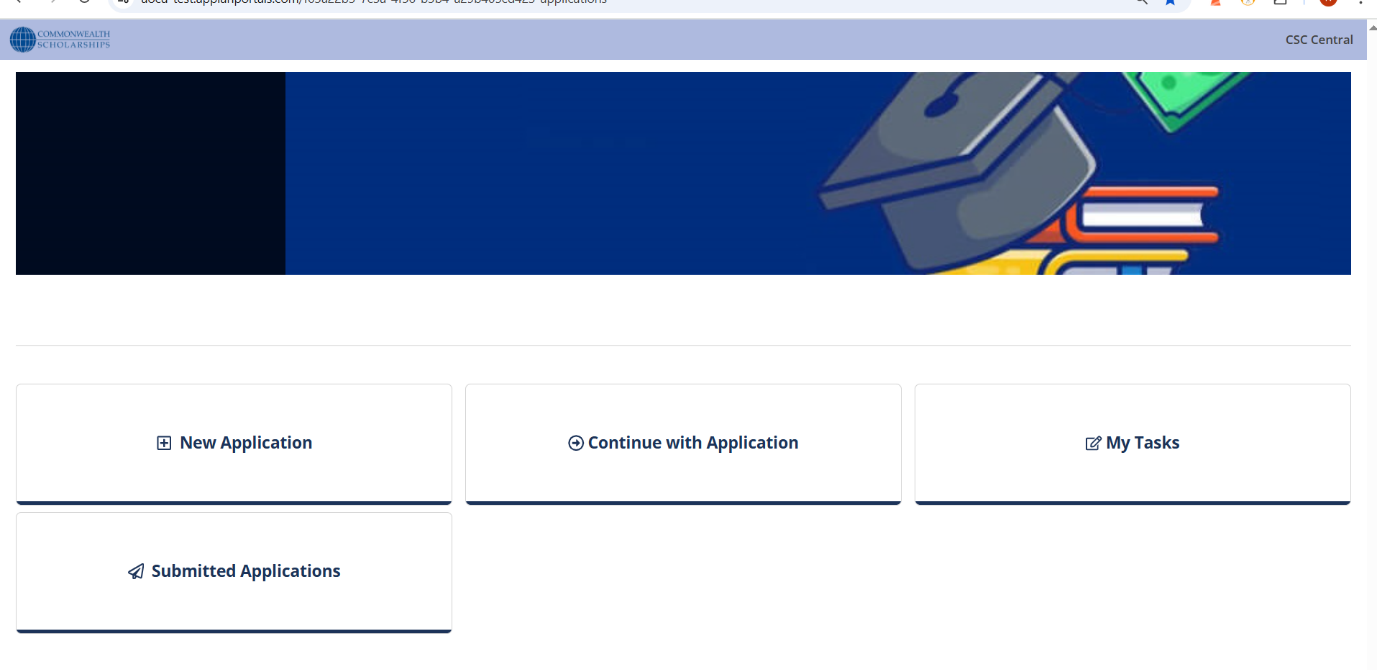 COMMONWEALTH
SCHOLARSHIPS
CSC Central
New Application
Continue with Application
My Tasks
Submitted Applications